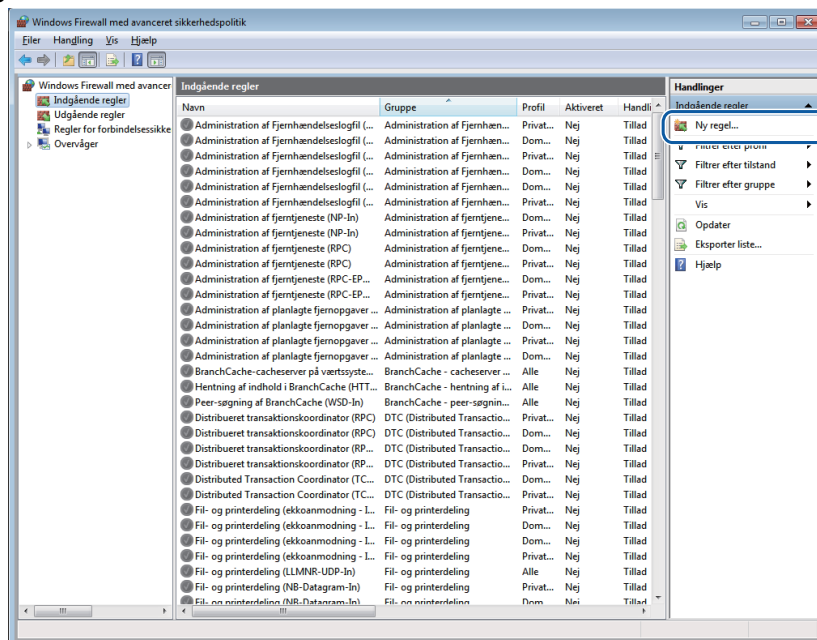 Windows Firewall med avanceret sikkerhedspolitik
Filer Handling Vis Hjælp
Windows Firewall med avancer
Indgående regler
Udgående regler
Regler for forbindelsessikke
Overvåger
Indgående regler
Navn Gruppe Profil Aktiveret Handli
Administration af Fjernhændelseslogfil (... Administration af Fjernhæn... Privat... Nej Tillad
Administration af Fjernhændelseslogfil (... Administration af Fjernhæn... Dom... Nej Tillad
Administration af Fjernhændelseslogfil (... Administration af Fjernhæn... Privat... Nej Tillad
Administration af Fjernhændelseslogfil (... Administration af Fjernhæn... Dom... Nej Tillad
Administration af Fjernhændelseslogfil (... Administration af Fjernhæn... Dom... Nej Tillad
Administration af Fjernhændelseslogfil (... Administration af Fjernhæn... Privat... Nej Tillad
Administration af fjerntjeneste (NP-In) Administration af fjerntjene... Dom... Nej Tillad
Administration af fjerntjeneste (NP-In) Administration af fjerntjene... Privat... Nej Tillad
Administration af fjerntjeneste (RPC) Administration af fjerntjene... Dom... Nej Tillad
Administration af fjerntjeneste (RPC) Administration af fjerntjene... Privat... Nej Tillad
Administration af fjerntjeneste (RPC-EP... Administration af fjerntjene... Dom... Nej Tillad
Administration af fjerntjeneste (RPC-EP... Administration af fjerntjene... Privat... Nej Tillad
Administration af planlagte fjernopgaver ... Administration af planlagte ... Privat... Nej Tillad
Administration af planlagte fjernopgaver ... Administration af planlagte ... Dom... Nej Tillad
Administration af planlagte fjernopgaver ... Administration af planlagte ... Privat... Nej Tillad
Administration af planlagte fjernopgaver ... Administration af planlagte ... Dom... Nej Tillad
BranchCache-cacheserver på værtssyste... BranchCache - cacheserver ... Alle Nej Tillad
Hentning af indhold i BranchCache (HTT... BranchCache - hentning af i... Alle Nej Tillad
Peer-søgning af BranchCache (WSD-In) BranchCache - peer-søgnin... Alle Nej Tillad
Distribueret transaktionskoordinator (RPC) DTC (Distributed Transactio... Privat... Nej Tillad
Distribueret transaktionskoordinator (RPC) DTC (Distributed Transactio... Dom... Nej Tillad
Distribueret transaktionskoordinator (RP... DTC (Distributed Transactio... Dom... Nej Tillad
Distribueret transaktionskoordinator (RP... DTC (Distributed Transactio... Privat... Nej Tillad
Distributed Transaction Coordinator (TC... DTC (Distributed Transactio... Dom... Nej Tillad
Distributed Transaction Coordinator (TC... DTC (Distributed Transactio... Privat... Nej Tillad
Fil- og printerdeling (ekkoanmodning - I... Fil- og printerdeling Privat... Nej Tillad
Fil- og printerdeling (ekkoanmodning - I... Fil- og printerdeling Dom... Nej Tillad
Fil- og printerdeling (ekkoanmodning - I... Fil- og printerdeling Dom... Nej Tillad
Fil- og printerdeling (ekkoanmodning - I... Fil- og printerdeling Privat... Nej Tillad
Fil- og printerdeling (LLMNR-UDP-In) Fil- og printerdeling Alle Nej Tillad
Fil- og printerdeling (NB-Datagram-In) Fil- og printerdeling Privat... Nej Tillad
Fil- og printerdeling (NB-Datagram-In) Fil- og printerdeling Dom Nej Tillad
Handlinger
Indgående regler
Ny regel...
Filtrer efter profil
Filtrer efter tilstand
Filtrer efter gruppe
Vis
Opdater
Eksporter liste...
Hjælp